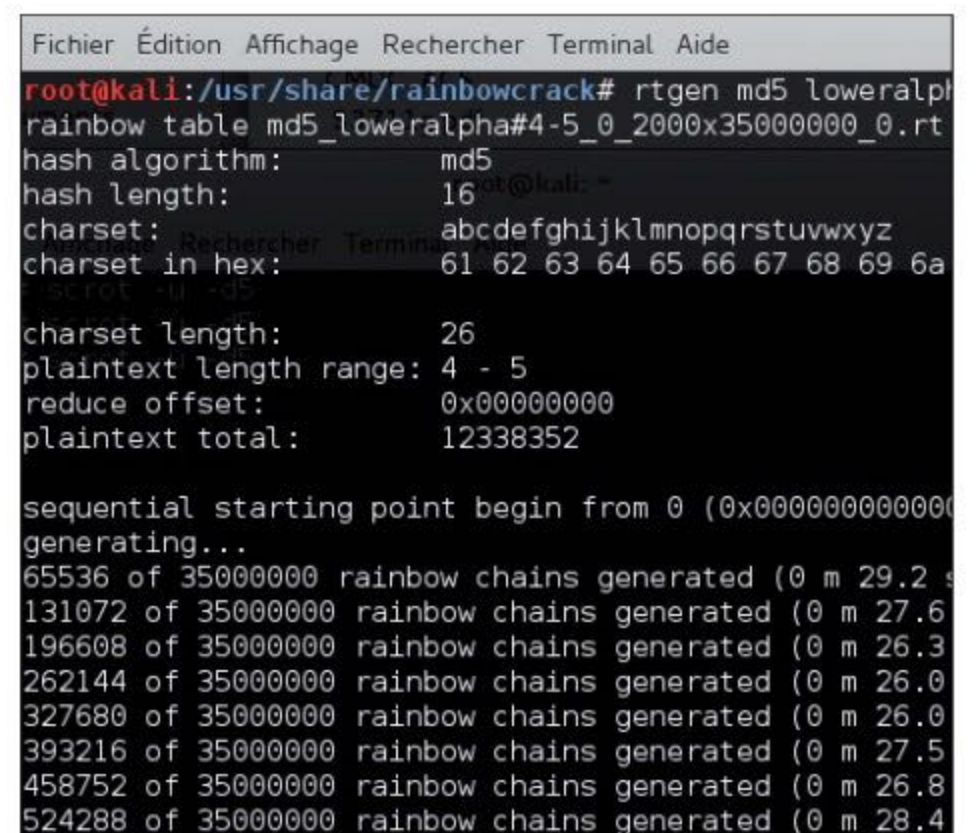 Fichier Édition Affichage Rechercher Terminal Aide
root@kali:/usr/share/rainbowcrack# rtgen md5 loweralph
rainbow table md5_loweralpha#4-5_0_2000x35000000_0.rt
hash algorithm: md5
hash length: 16
charset: abcdefghijklmnopqrstuvwxyz
charset in hex: 61 62 63 64 65 66 67 68 69 6a
charset length: 26
plaintext length range: 4 - 5
reduce offset: 0x00000000
plaintext total: 12338352
sequential starting point begin from 0 (0x000000000000
generating...
65536 of 35000000 rainbow chains generated (0 m 29.2 s
131072 of 35000000 rainbow chains generated (0 m 27.6
196608 of 35000000 rainbow chains generated (0 m 26.3
262144 of 35000000 rainbow chains generated (0 m 26.0
327680 of 35000000 rainbow chains generated (0 m 26.0
393216 of 35000000 rainbow chains generated (0 m 27.5
458752 of 35000000 rainbow chains generated (0 m 26.8
524288 of 35000000 rainbow chains generated (0 m 28.4